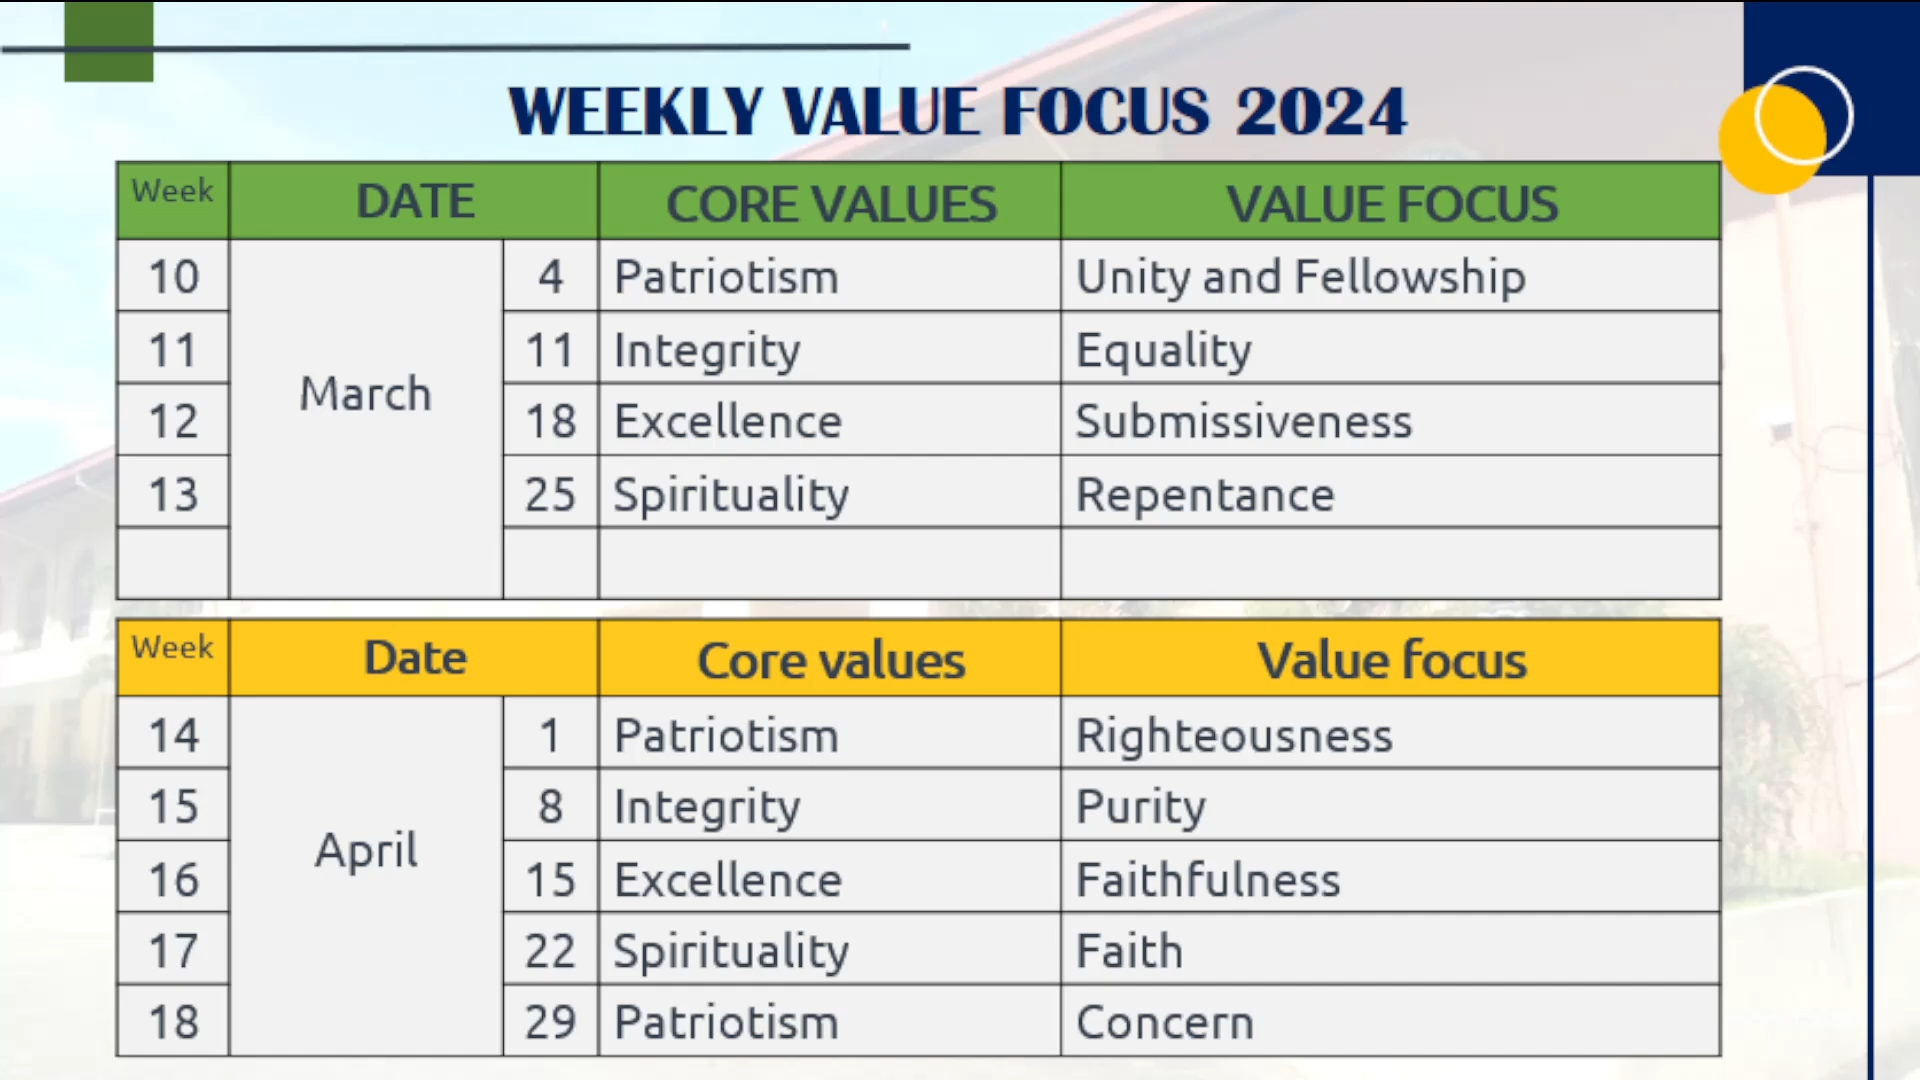 WEEKLY VALUE FOCUS 2024
Week DATE CORE VALUES VALUE FOCUS
10 March 4 Patriotism Unity and Fellowship
11 11 Integrity Equality
12 18 Excellence Submissiveness
13 25 Spirituality Repentance
Week Date Core values Value focus
14 April 1 Patriotism Righteousness
15 8 Integrity Purity
16 15 Excellence Faithfulness
17 22 Spirituality Faith
18 29 Patriotism Concern